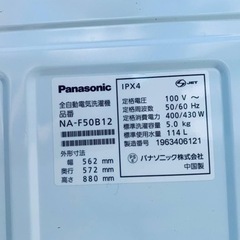 Panasonic
全自動電気洗濯機
NA-F50B12
外形寸法
幅 562 mm
奥行 572 mm
高さ 880 mm
IPX4
JET
定格電圧 100 V~
定格周波数 50/60 Hz
定格消費電力 400/430 W
標準洗濯容量 5.0 kg
標準使用水量 114 L
製造番号 1963406121
パナソニック株式会社
中国製